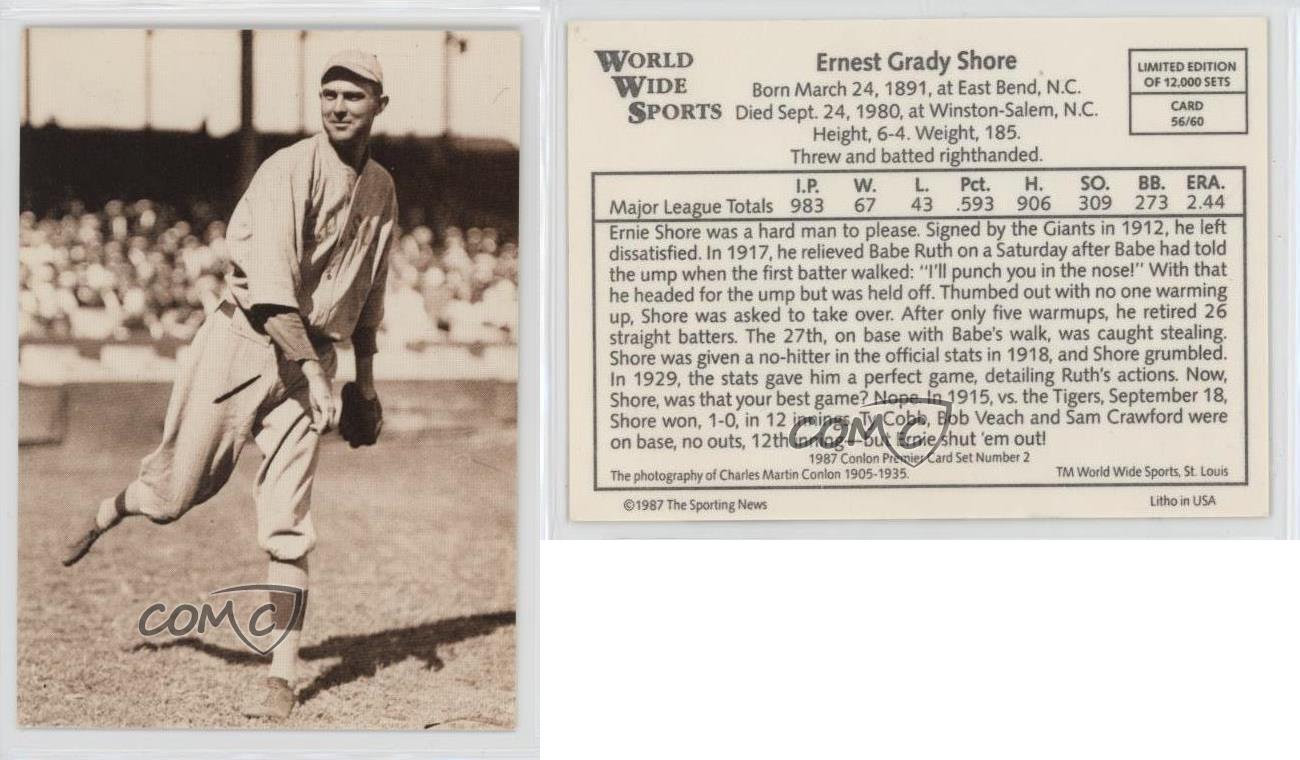 COMC
WORLD
WIDE
SPORTS
Ernest Grady Shore
Born March 24, 1891, at East Bend, N.C.
Died Sept. 24, 1980, at Winston-Salem, N.C.
Height, 6-4. Weight, 185.
Threw and batted righthanded.
LIMITED EDITION
OF 12,000 SETS
CARD
56/60
I.P. W. L. Pct. H. SO. BB. ERA.
Major League Totals 983 67 43 .593 906 309 273 2.44
Ernie Shore was a hard man to please. Signed by the Giants in 1912, he left
dissatisfied. In 1917, he relieved Babe Ruth on a Saturday after Babe had told
the ump when the first batter walked: "I'll punch you in the nose!" With that
he headed for the ump but was held off. Thumbed out with no one warming
up, Shore was asked to take over. After only five warmups, he retired 26
straight batters. The 27th, on base with Babe's walk, was caught stealing.
Shore was given a no-hitter in the official stats in 1918, and Shore grumbled.
In 1929, the stats gave him a perfect game, detailing Ruth's actions. Now,
Shore, was that your best game? Nope. In 1915, vs. the Tigers, September 18,
Shore won, 1-0, in 12 innings. Ty Cobb, Bob Veach and Sam Crawford were
on base, no outs, 12th inning—but Ernie shut 'em out!
COMC
1987 Conlon Premier Card Set Number 2
The photography of Charles Martin Conlon 1905-1935.
TM World Wide Sports, St. Louis
©1987 The Sporting News
Litho in USA